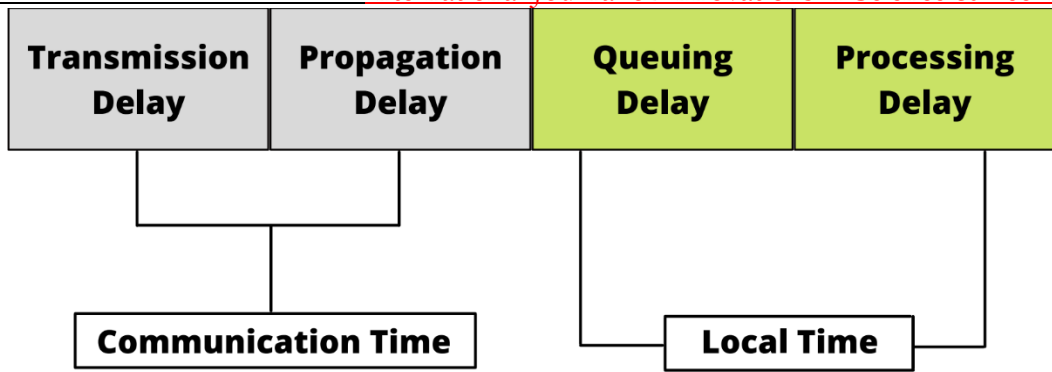 Transmission
Delay
Propagation
Delay
Queuing
Delay
Processing
Delay
Communication Time
Local Time